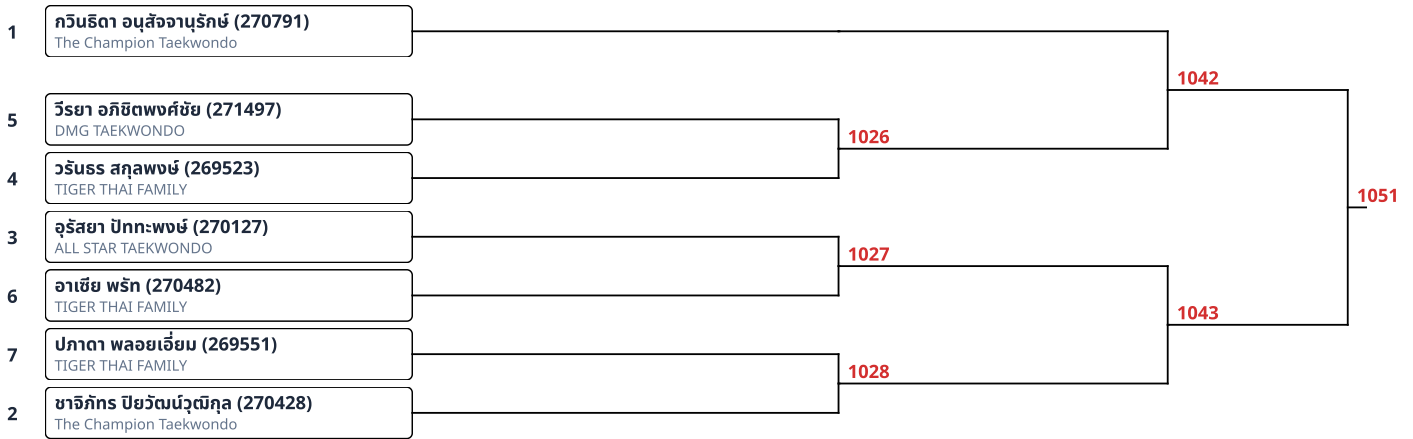 1
กวินธิดา อนุสัจจานุรักษ์ (270791)
The Champion Taekwondo
1042
5
วีรยา อภิชิตพงศ์ชัย (271497)
DMG TAEKWONDO
1026
4
วรันธร สกุลพงษ์ (269523)
TIGER THAI FAMILY
1051
3
อุรัสยา ปัททะพงษ์ (270127)
ALL STAR TAEKWONDO
1027
6
อาเซีย พรัท (270482)
TIGER THAI FAMILY
1043
7
ปภาดา พลอยเอี่ยม (269551)
TIGER THAI FAMILY
1028
2
ชาจิภัทร ปิยวัฒน์วุฒิกุล (270428)
The Champion Taekwondo